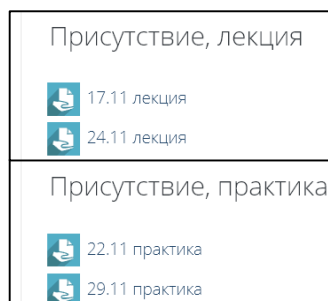 Присутствие, лекция
17.11 лекция
24.11 лекция
Присутствие, практика
22.11 практика
29.11 практика